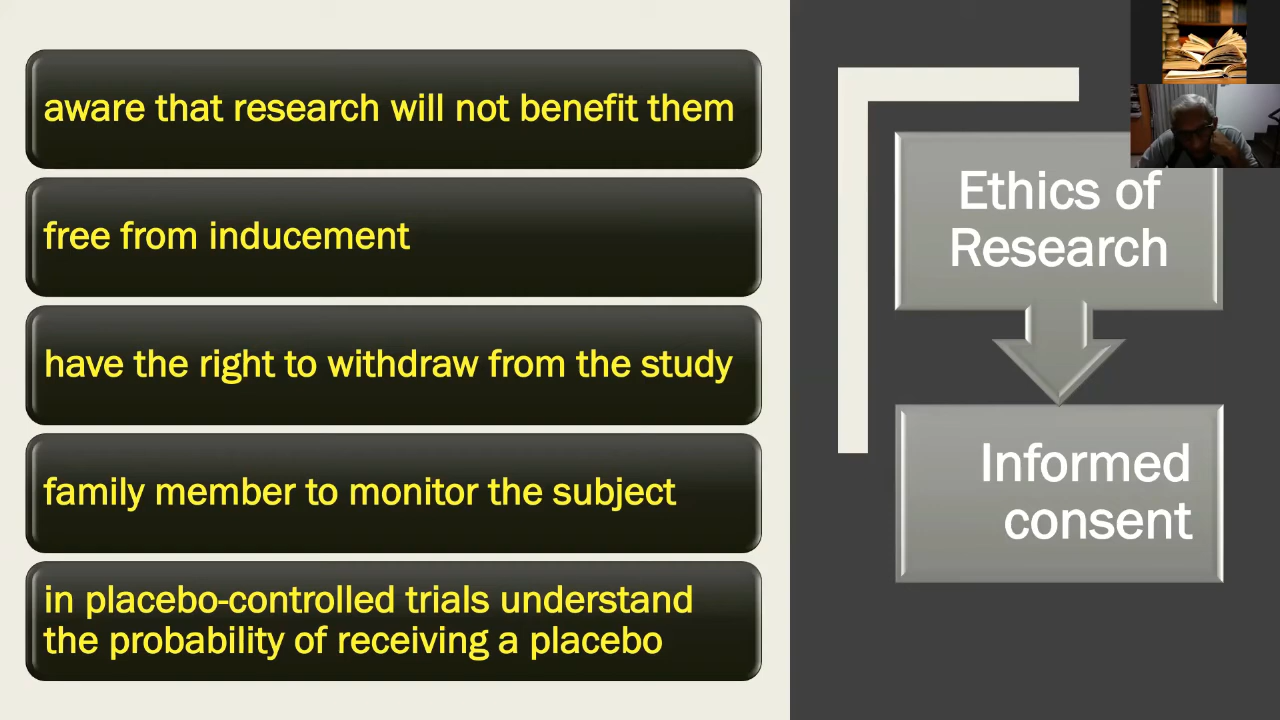 aware that research will not benefit them
free from inducement
have the right to withdraw from the study
family member to monitor the subject
in placebo-controlled trials understand
the probability of receiving a placebo
Ethics of
Research
Informed
consent